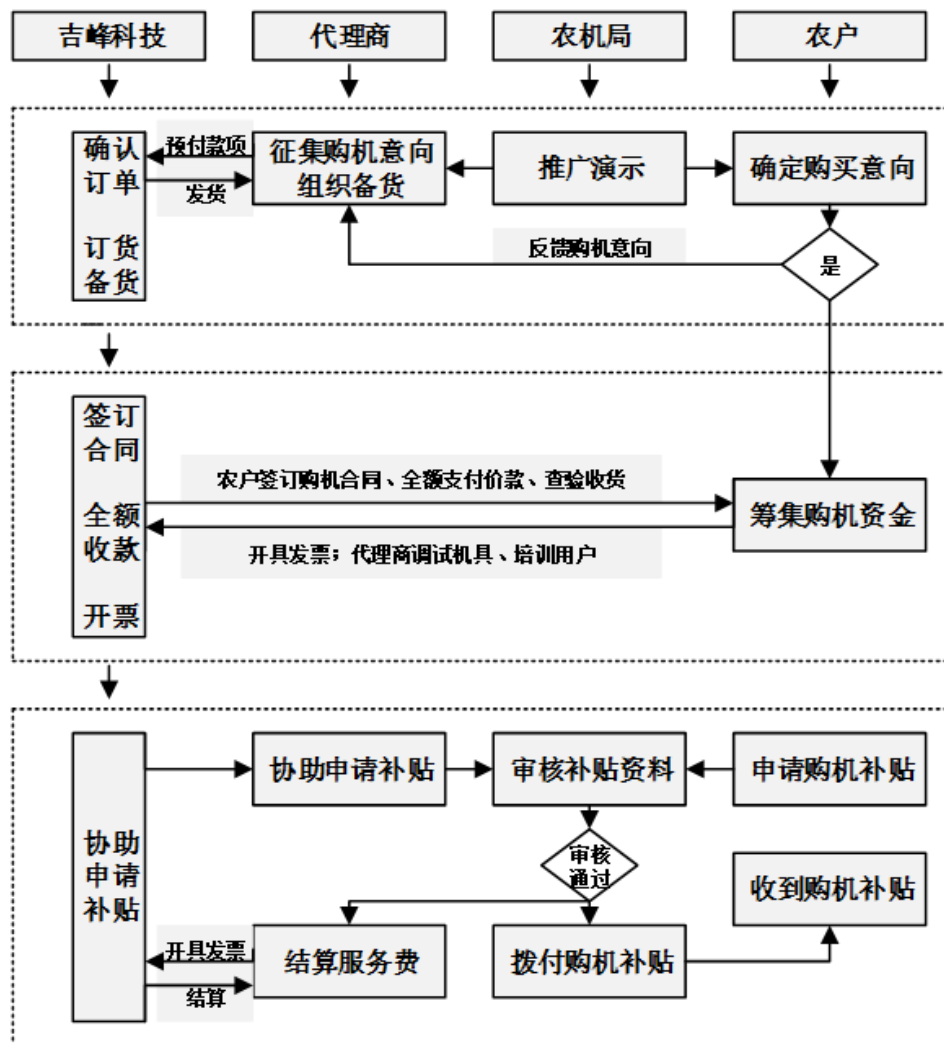 吉峰科技
代理商
农机局
农户
确认
订单
订货
备货
预付款项
发货
征集购机意向
组织备货
推广演示
确定购买意向
反馈购机意向
是
签订
合同
全额
收款
开票
农户签订购机合同、全额支付价款、查验收货
开具发票；代理商调试机具、培训用户
筹集购机资金
协助
申请
补贴
协助申请补贴
审核补贴资料
申请购机补贴
审核
通过
收到购机补贴
开具发票
结算
结算服务费
拨付购机补贴